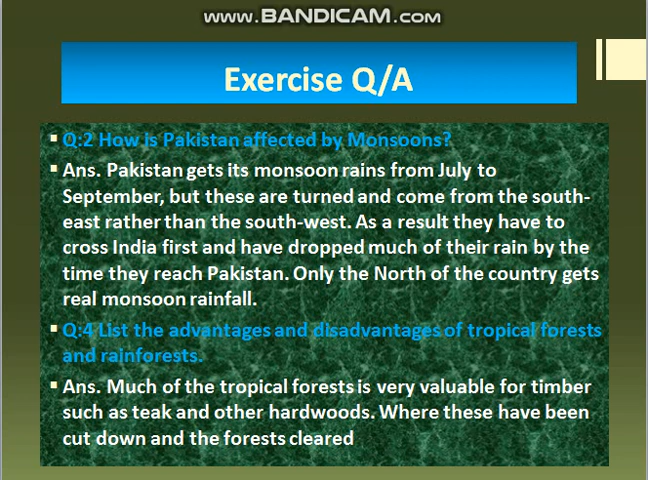 www.BANDICAM.com
Exercise Q/A
Q:2 How is Pakistan affected by Monsoons?
Ans. Pakistan gets its monsoon rains from July to
September, but these are turned and come from the south-
east rather than the south-west. As a result they have to
cross India first and have dropped much of their rain by the
time they reach Pakistan. Only the North of the country gets
real monsoon rainfall.
Q:4 List the advantages and disadvantages of tropical forests
and rainforests.
Ans. Much of the tropical forests is very valuable for timber
such as teak and other hardwoods. Where these have been
cut down and the forests cleared